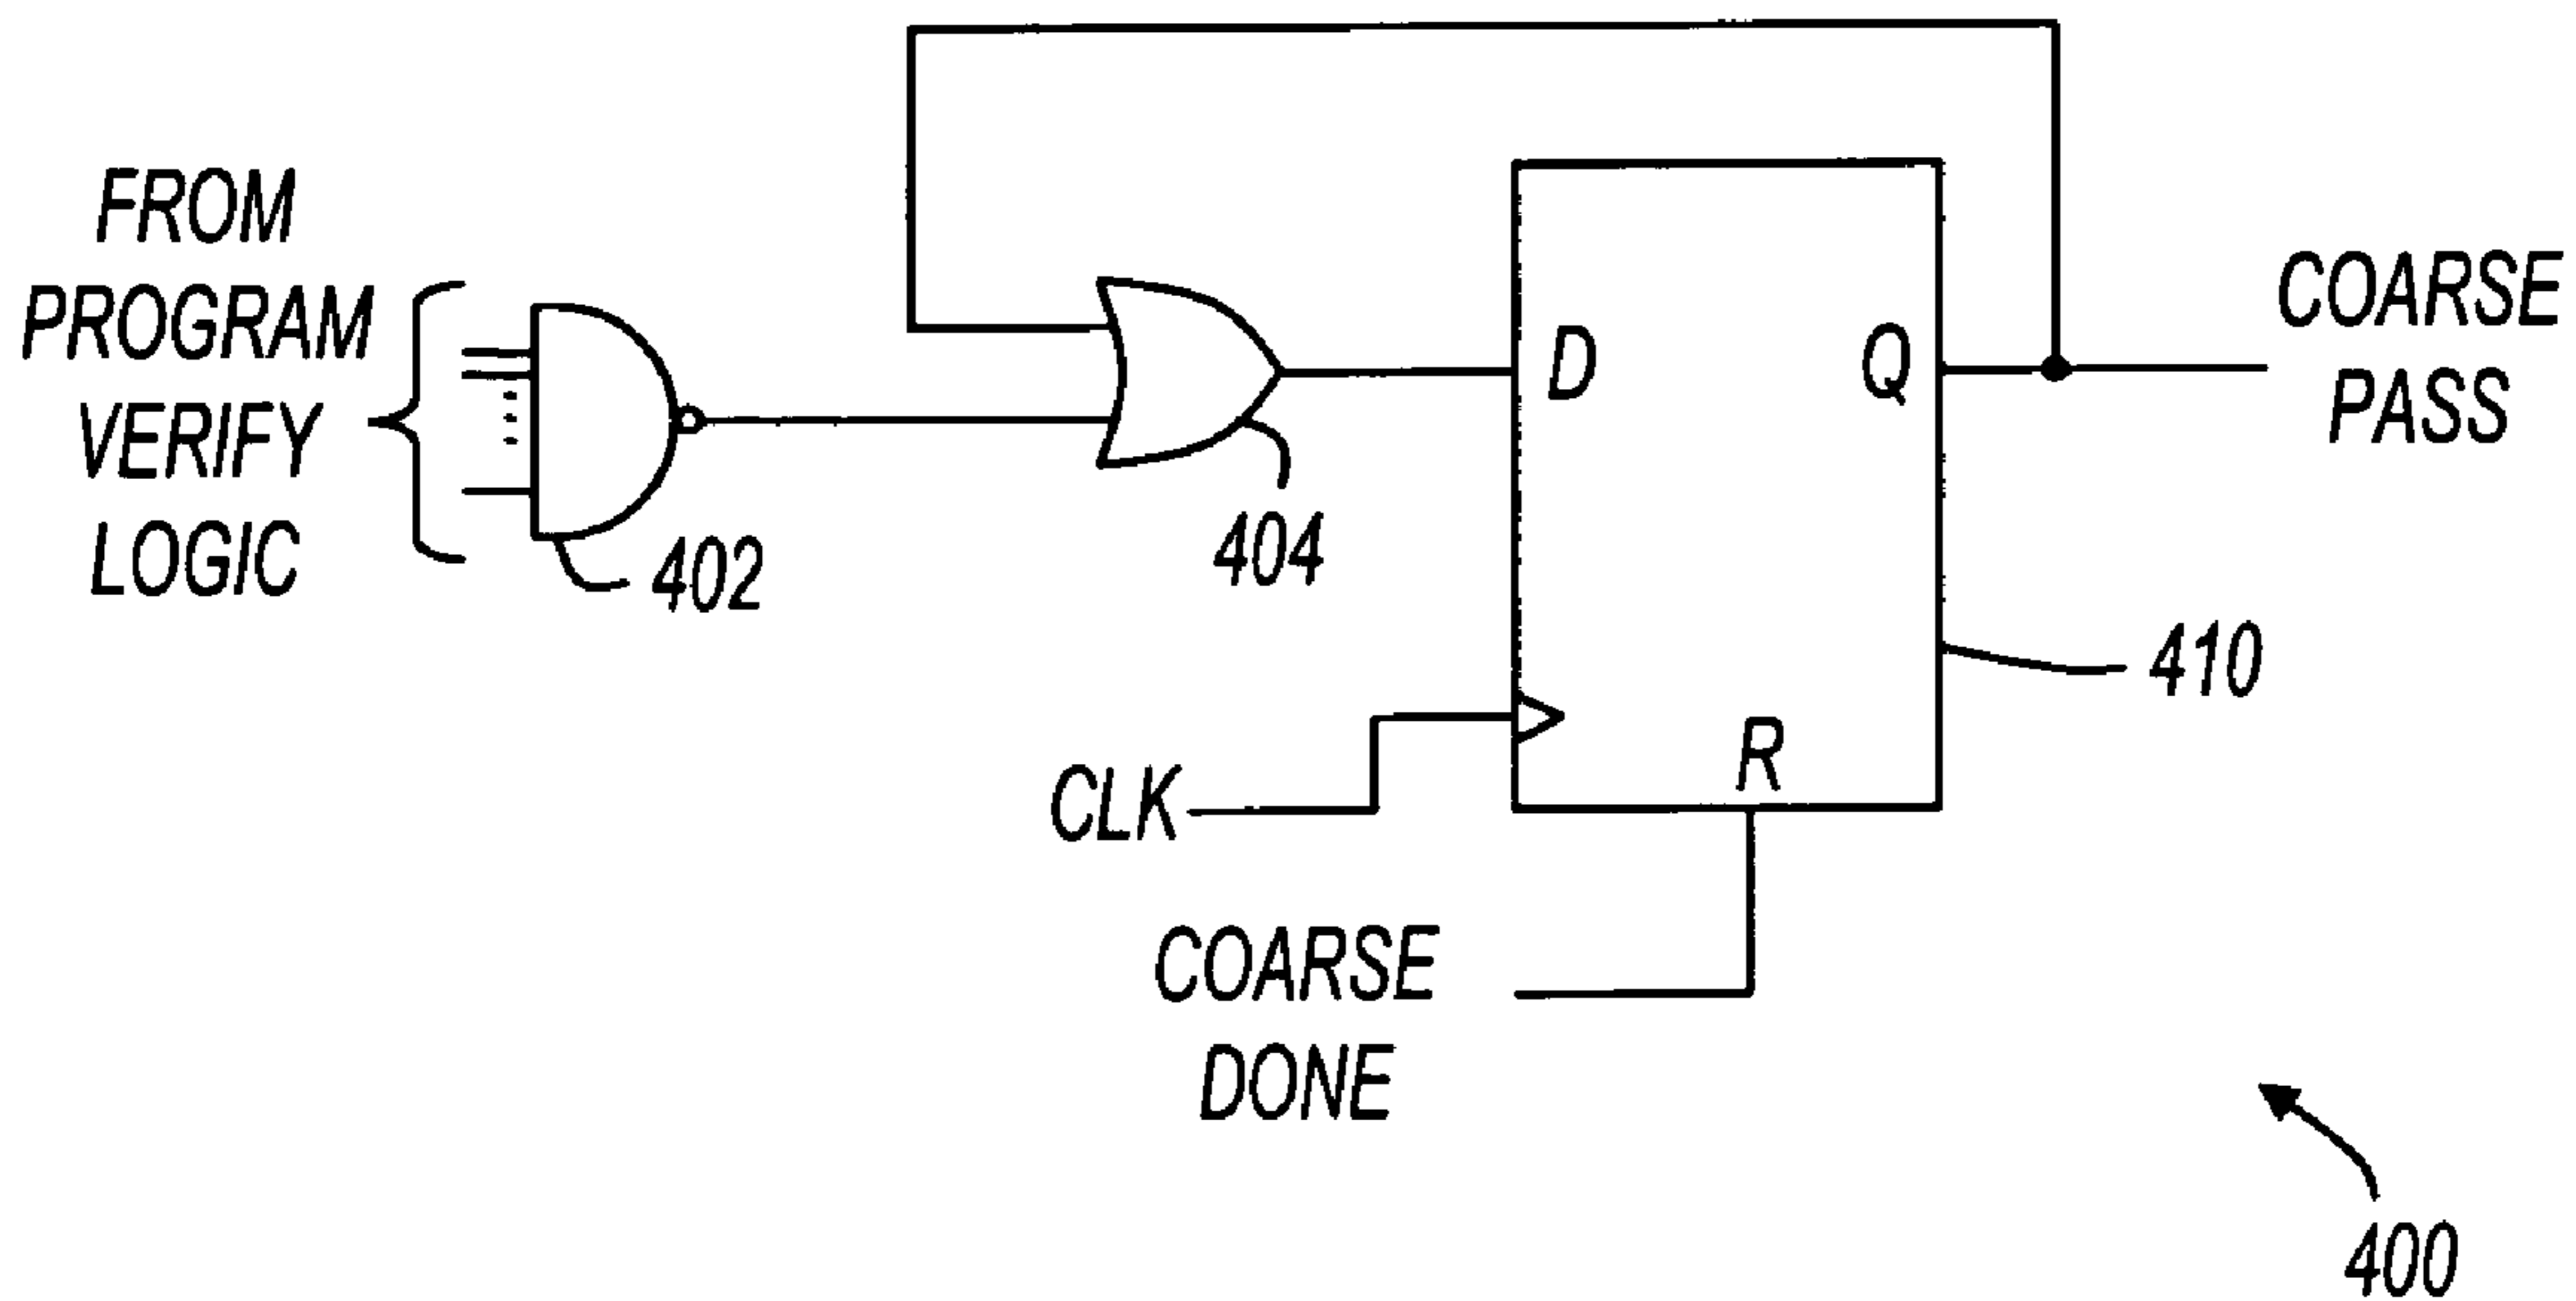 FROM
PROGRAM
VERIFY
LOGIC
402
404
D
Q
COARSE
PASS
410
CLK
R
COARSE
DONE
400